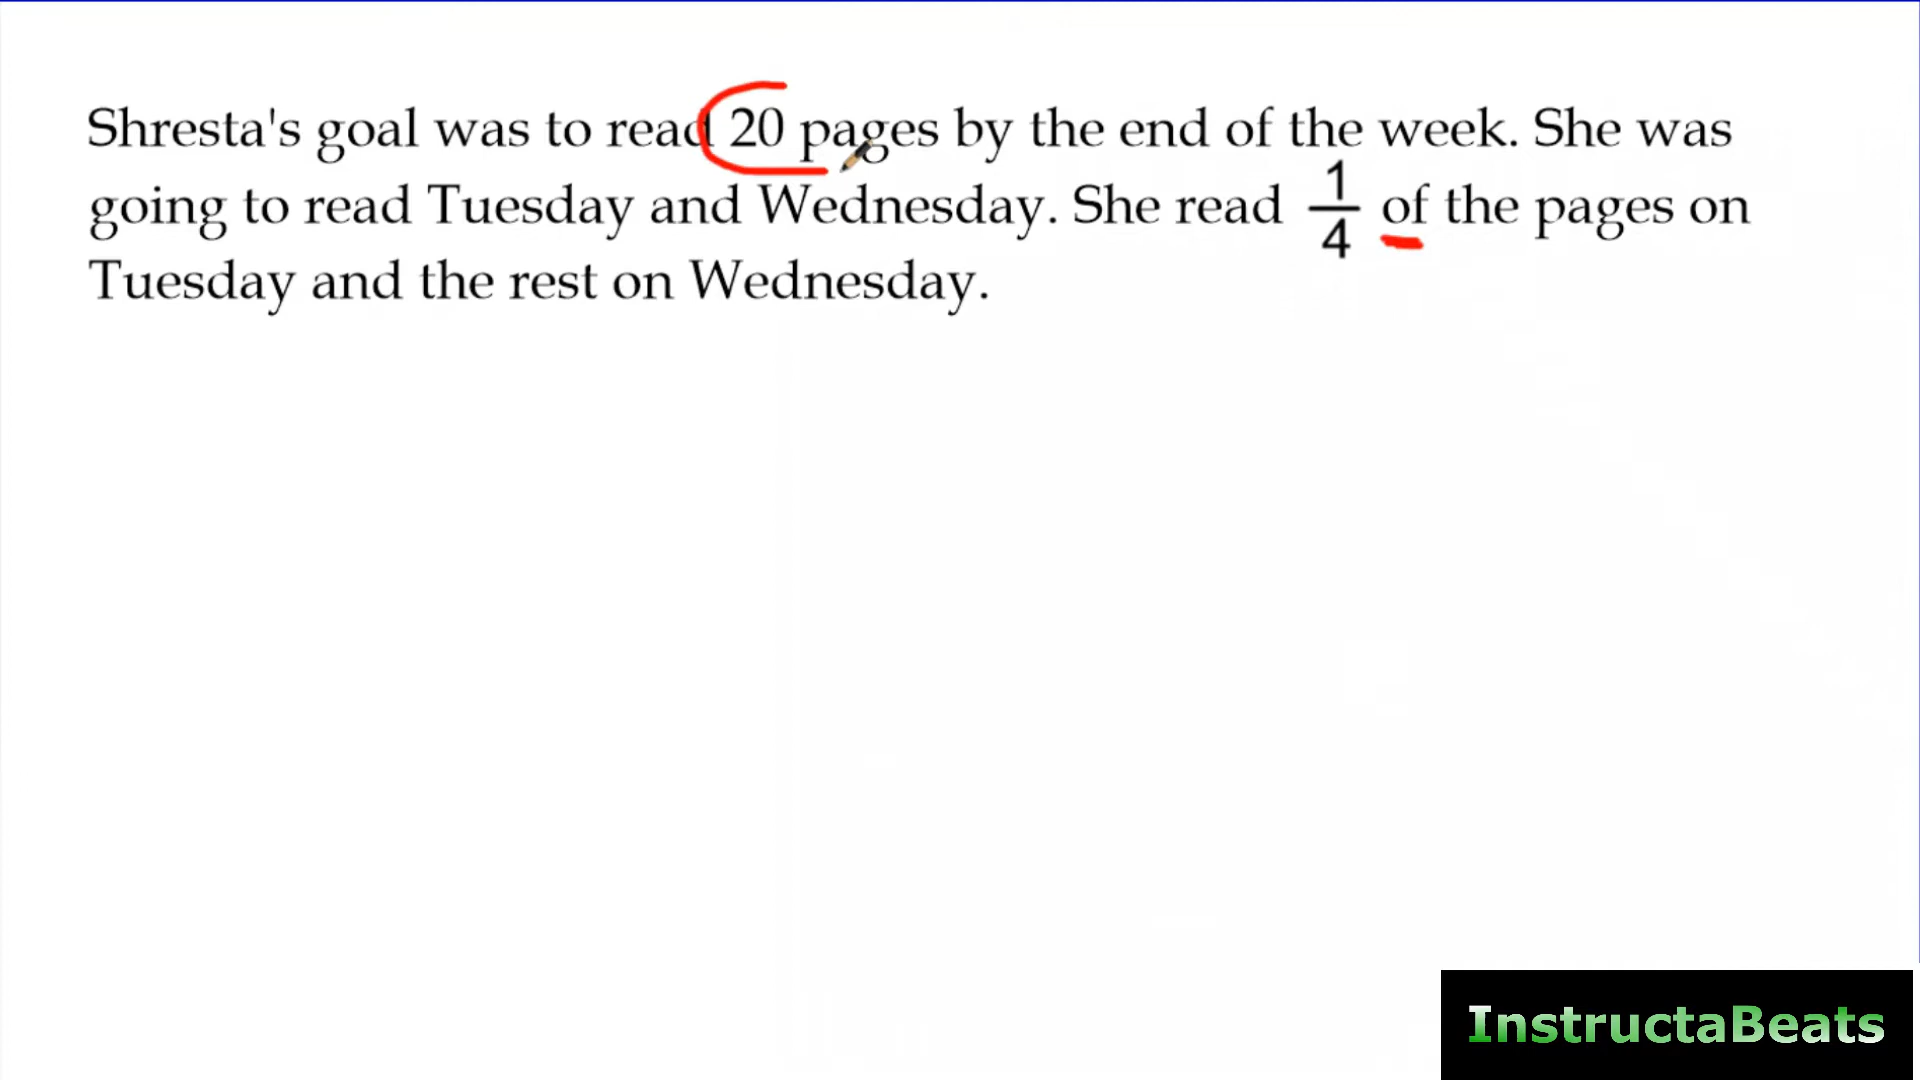 Shresta's goal was to read 20 pages by the end of the week. She was
going to read Tuesday and Wednesday. She read 1/4 of the pages on
Tuesday and the rest on Wednesday.
InstructaBeats